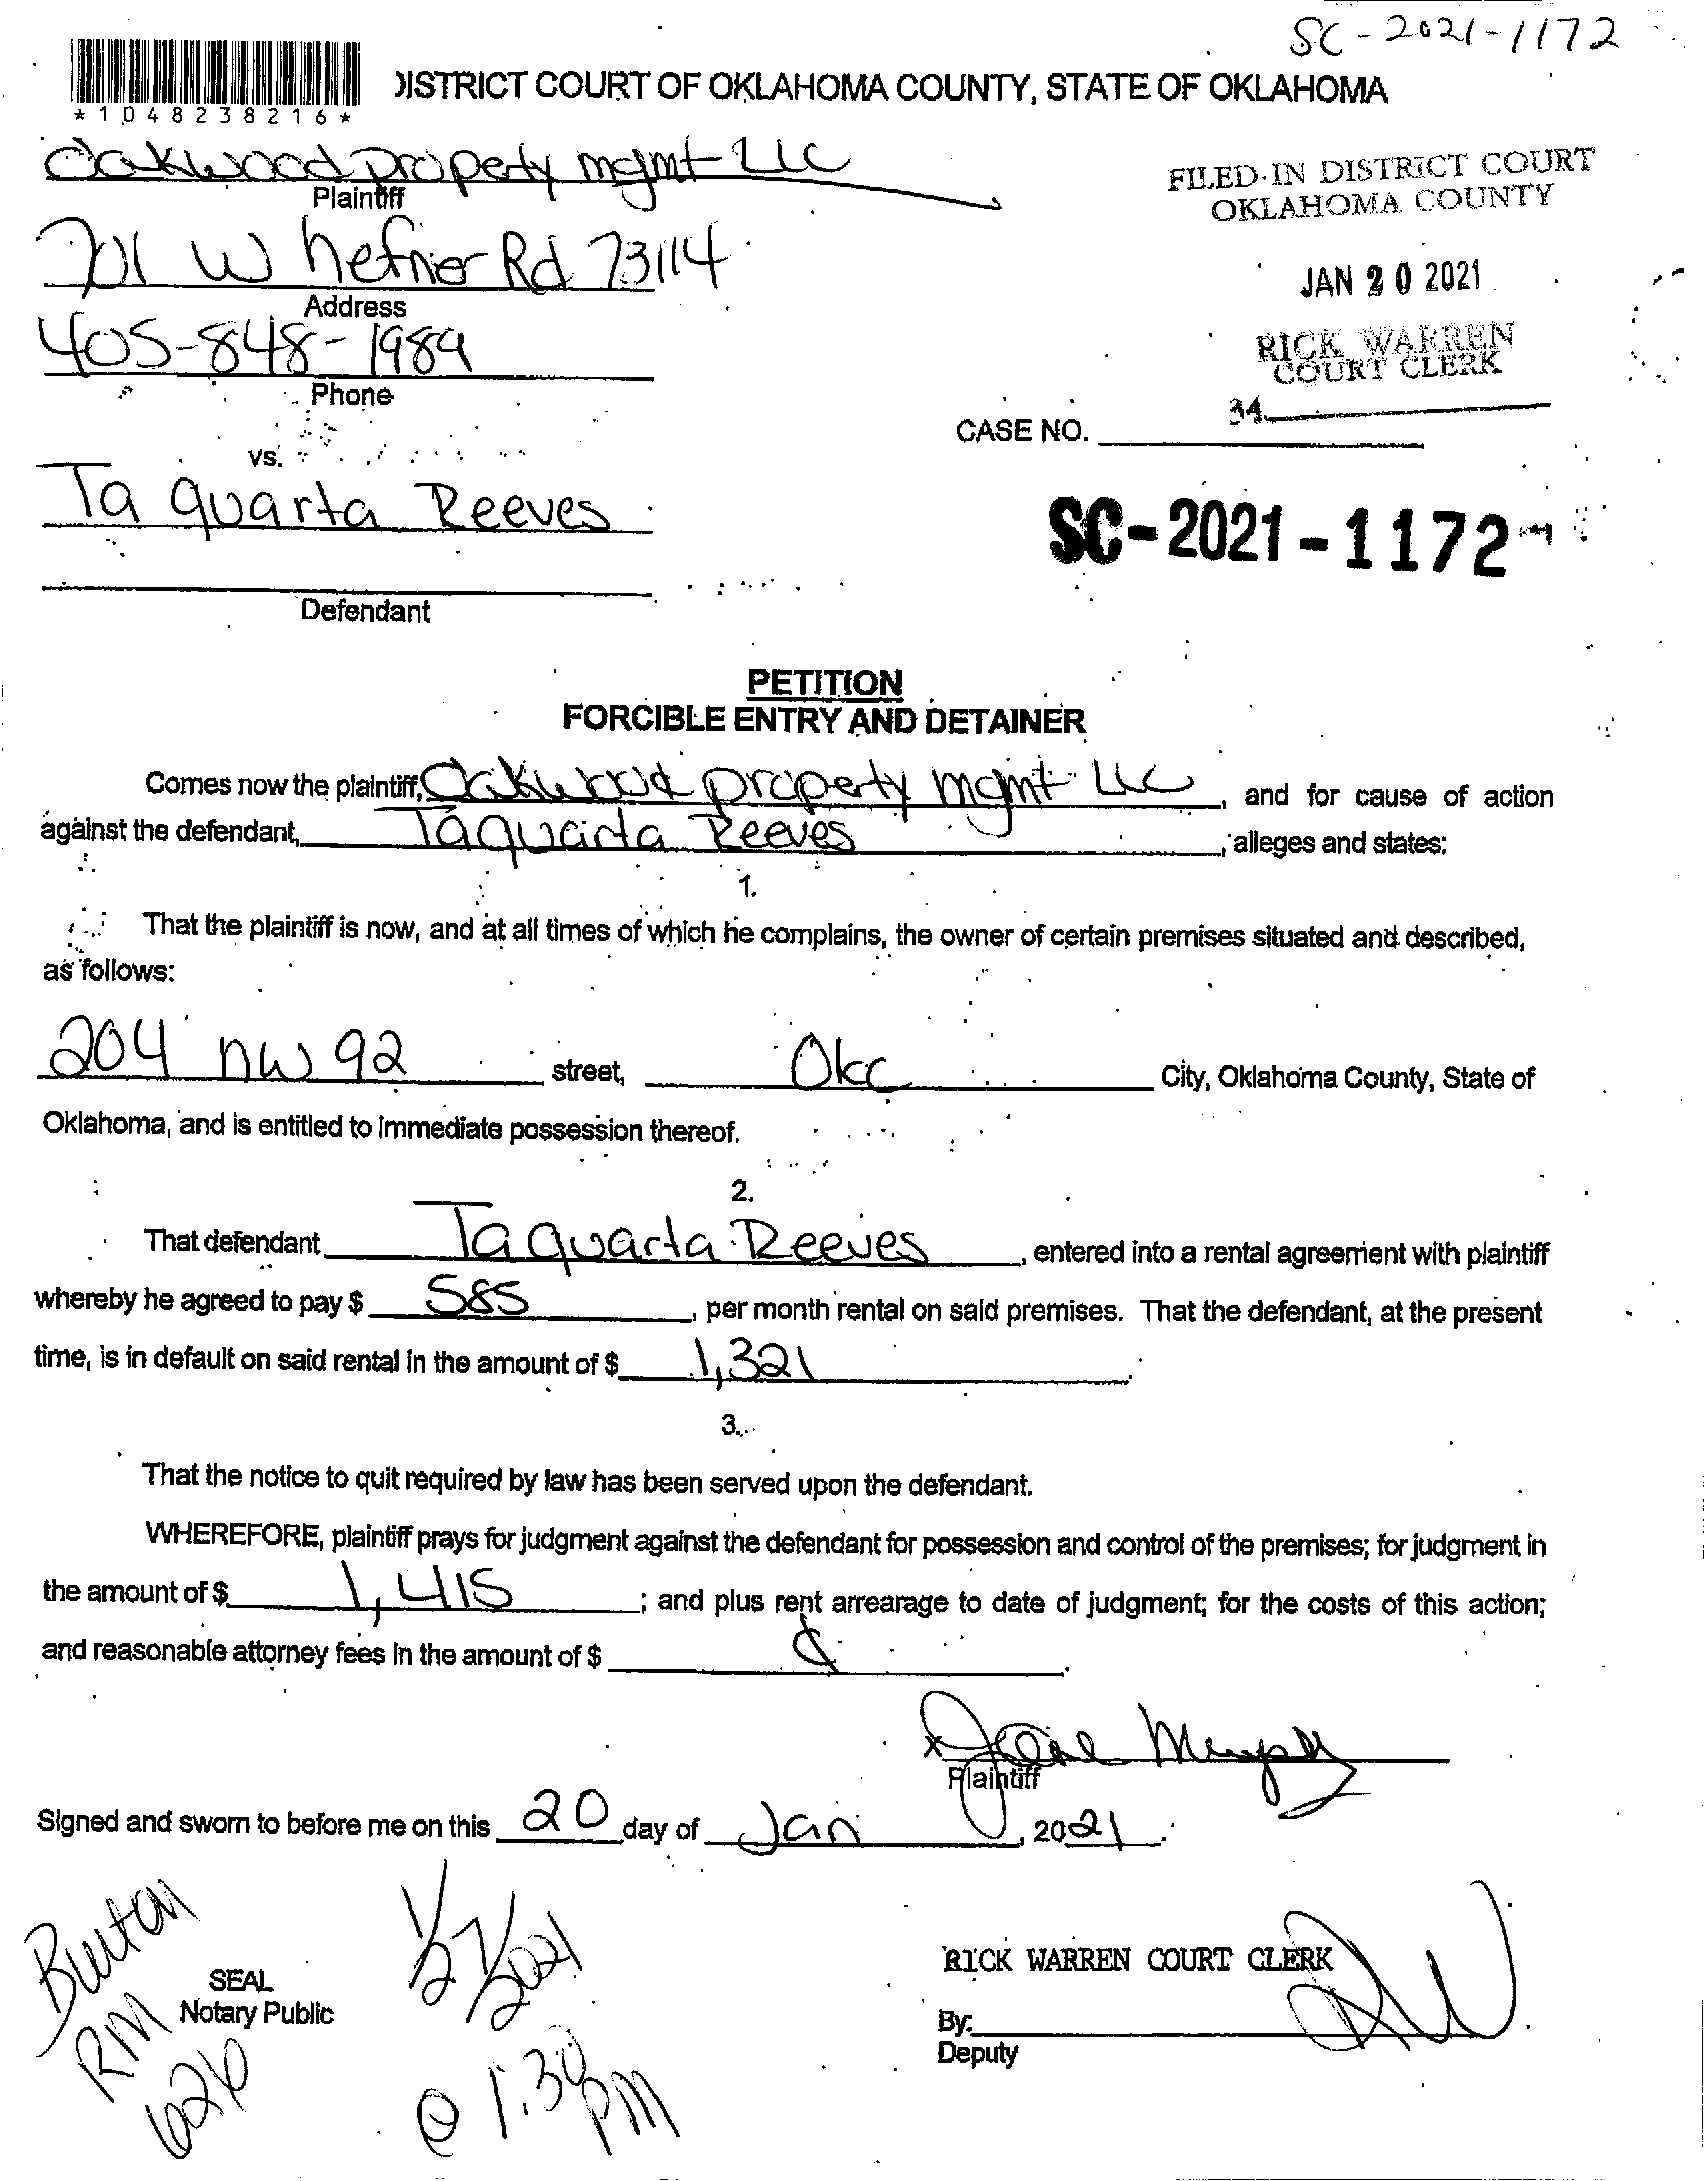 SC-2021-1172
DISTRICT COURT OF OKLAHOMA COUNTY, STATE OF OKLAHOMA
*1048238216*
Oakwood property mgmt LLC
Plaintiff
FILED IN DISTRICT COURT
OKLAHOMA COUNTY
701 W hefner Rd 73114
Address
JAN 20 2021
405-848-1989
Phone
RICK WARREN
COURT CLERK
34
CASE NO.
vs.
Ta quarta Reeves
SC-2021-1172
Defendant
PETITION
FORCIBLE ENTRY AND DETAINER
Comes now the plaintiff, Oakwood property mgmt LLC, and for cause of action
against the defendant, Taquarta Reeves, alleges and states:
1.
That the plaintiff is now, and at all times of which he complains, the owner of certain premises situated and described,
as follows:
204 nw 92 street, Okc City, Oklahoma County, State of
Oklahoma, and is entitled to immediate possession thereof.
2.
That defendant Ta quarta Reeves, entered into a rental agreement with plaintiff
whereby he agreed to pay $ 585, per month rental on said premises. That the defendant, at the present
time, is in default on said rental in the amount of $ 1,321.
3.
That the notice to quit required by law has been served upon the defendant.
WHEREFORE, plaintiff prays for judgment against the defendant for possession and control of the premises; for judgment in
the amount of $ 1,415; and plus rent arrearage to date of judgment; for the costs of this action;
and reasonable attorney fees in the amount of $
x
Plaintiff
Signed and sworn to before me on this 20 day of Jan, 2021.
Burton
RM
626
1/27/2021
@ 1:30 pm
SEAL
Notary Public
RICK WARREN COURT CLERK
By:
Deputy